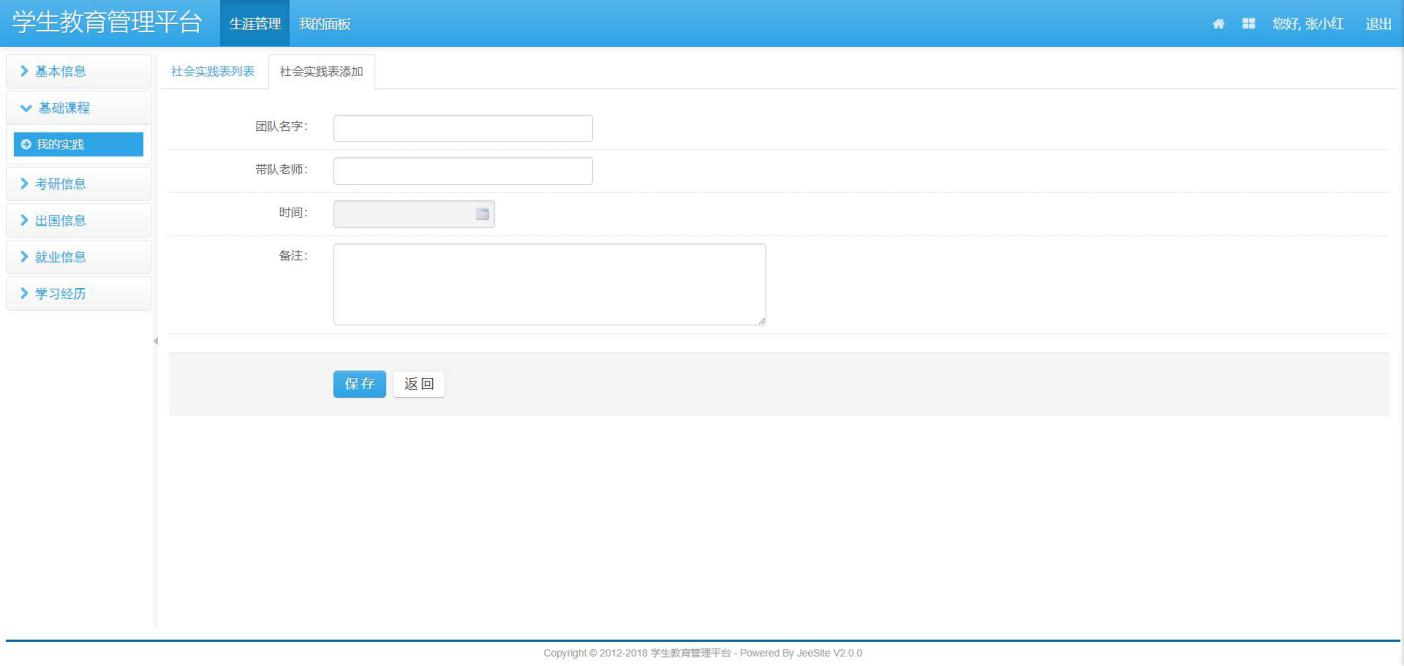 学生教育管理平台 生涯管理 我的面板 您好, 张小红 退出
基本信息
基础课程
我的实践
考研信息
出国信息
就业信息
学习经历
社会实践表列表 社会实践表添加
团队名字:
带队老师:
时间:
备注:
保存 返回
Copyright © 2012-2018 学生教育管理平台 - Powered By JeeSite V2.0.0